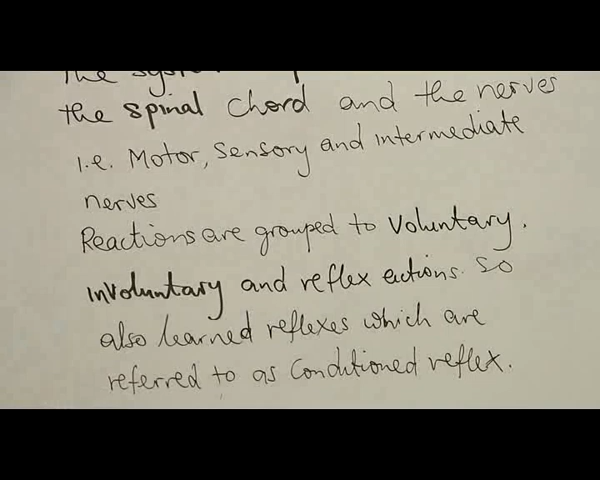 the
the spinal chord and the nerves
i.e. Motor, Sensory and intermediate
nerves
Reactions are grouped to Voluntary,
involuntary and reflex actions. So
also learned reflexes which are
referred to as Conditioned reflex.